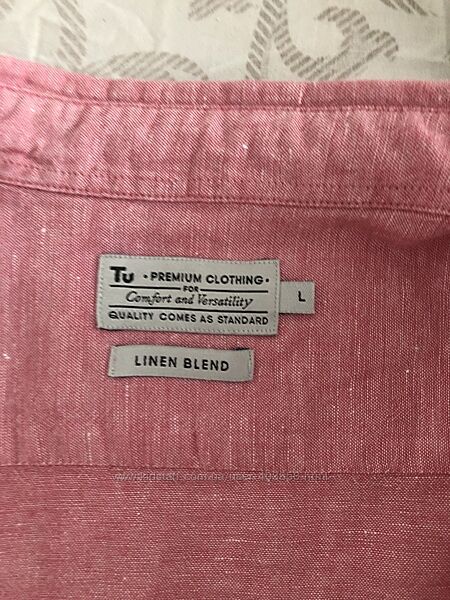 Tu • PREMIUM CLOTHING •
FOR
Comfort and Versatility
QUALITY COMES AS STANDARD
L
LINEN BLEND